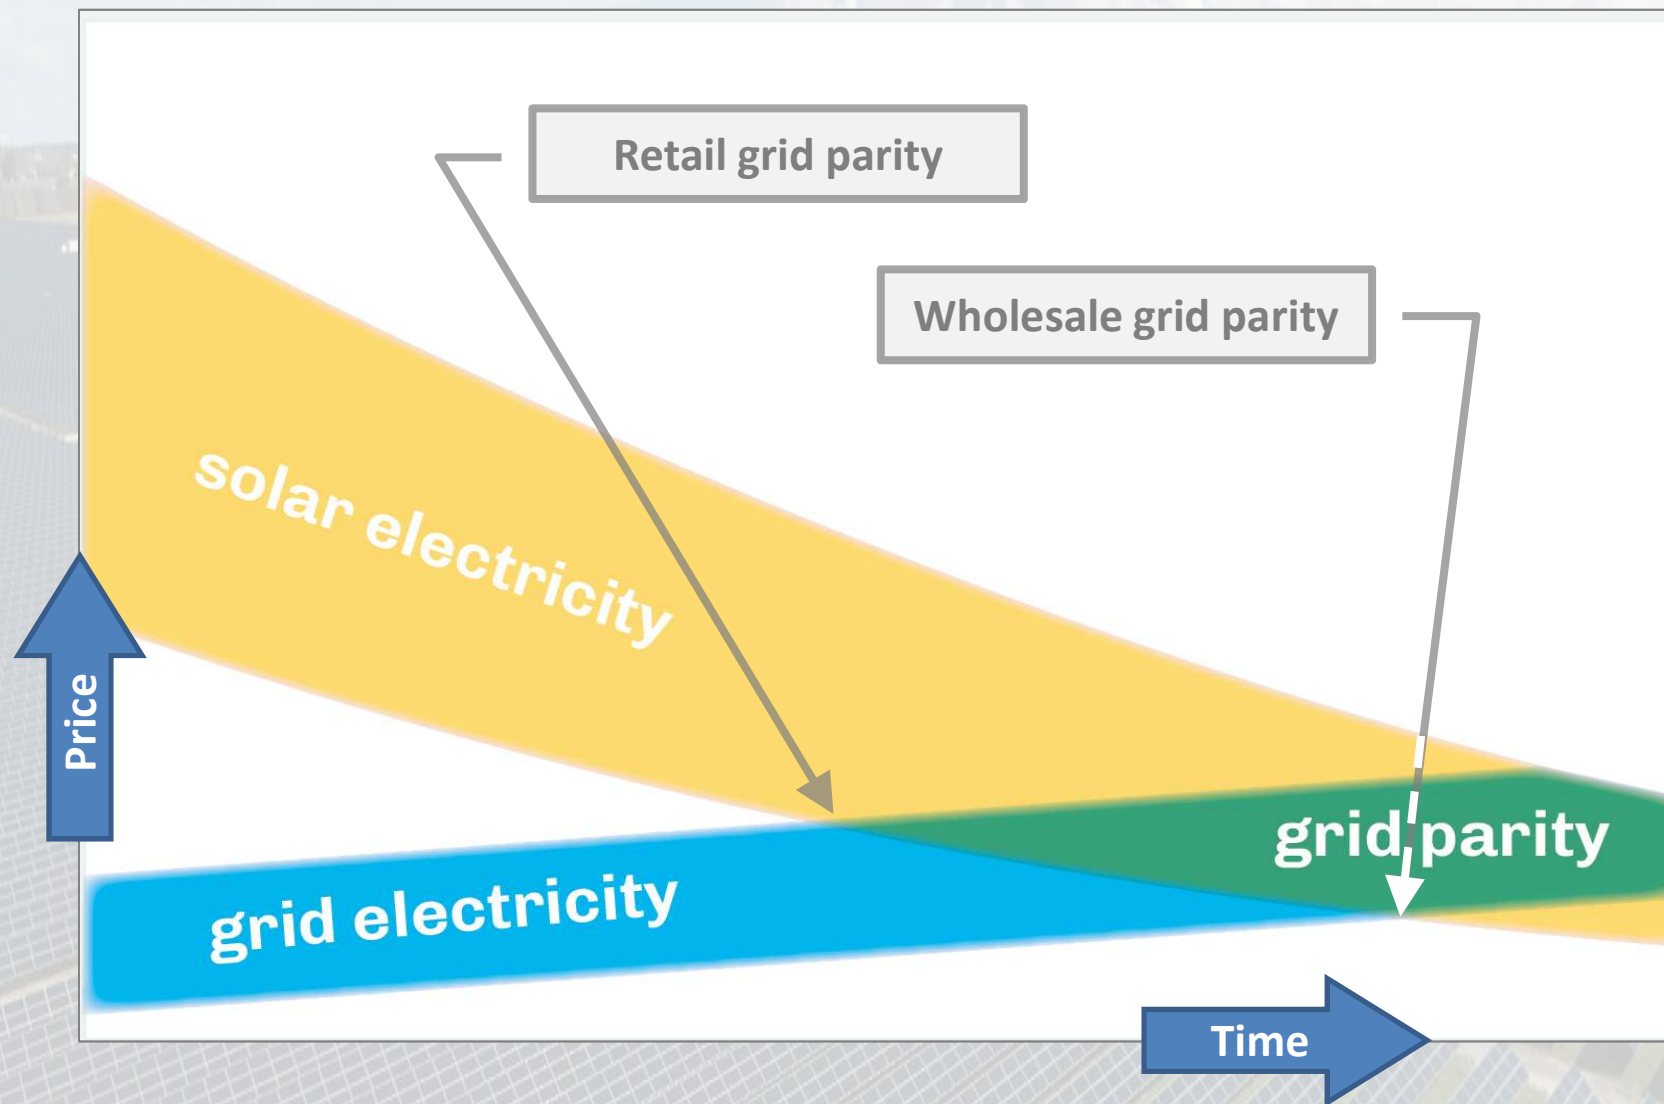 Retail grid parity
Wholesale grid parity
solar electricity
Price
grid parity
grid electricity
Time